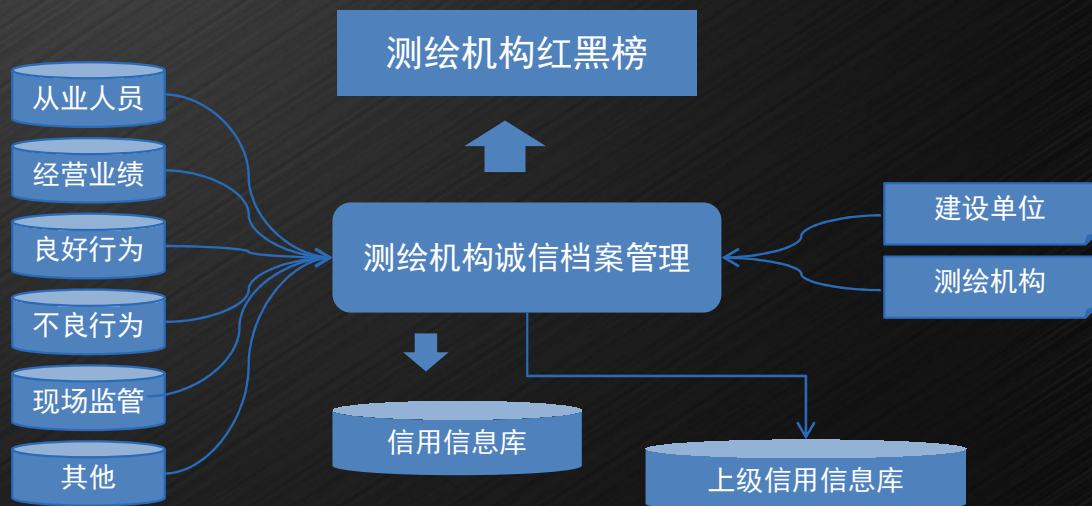 测绘机构红黑榜
从业人员
经营业绩
良好行为
不良行为
现场监管
其他
测绘机构诚信档案管理
建设单位
测绘机构
信用信息库
上级信用信息库